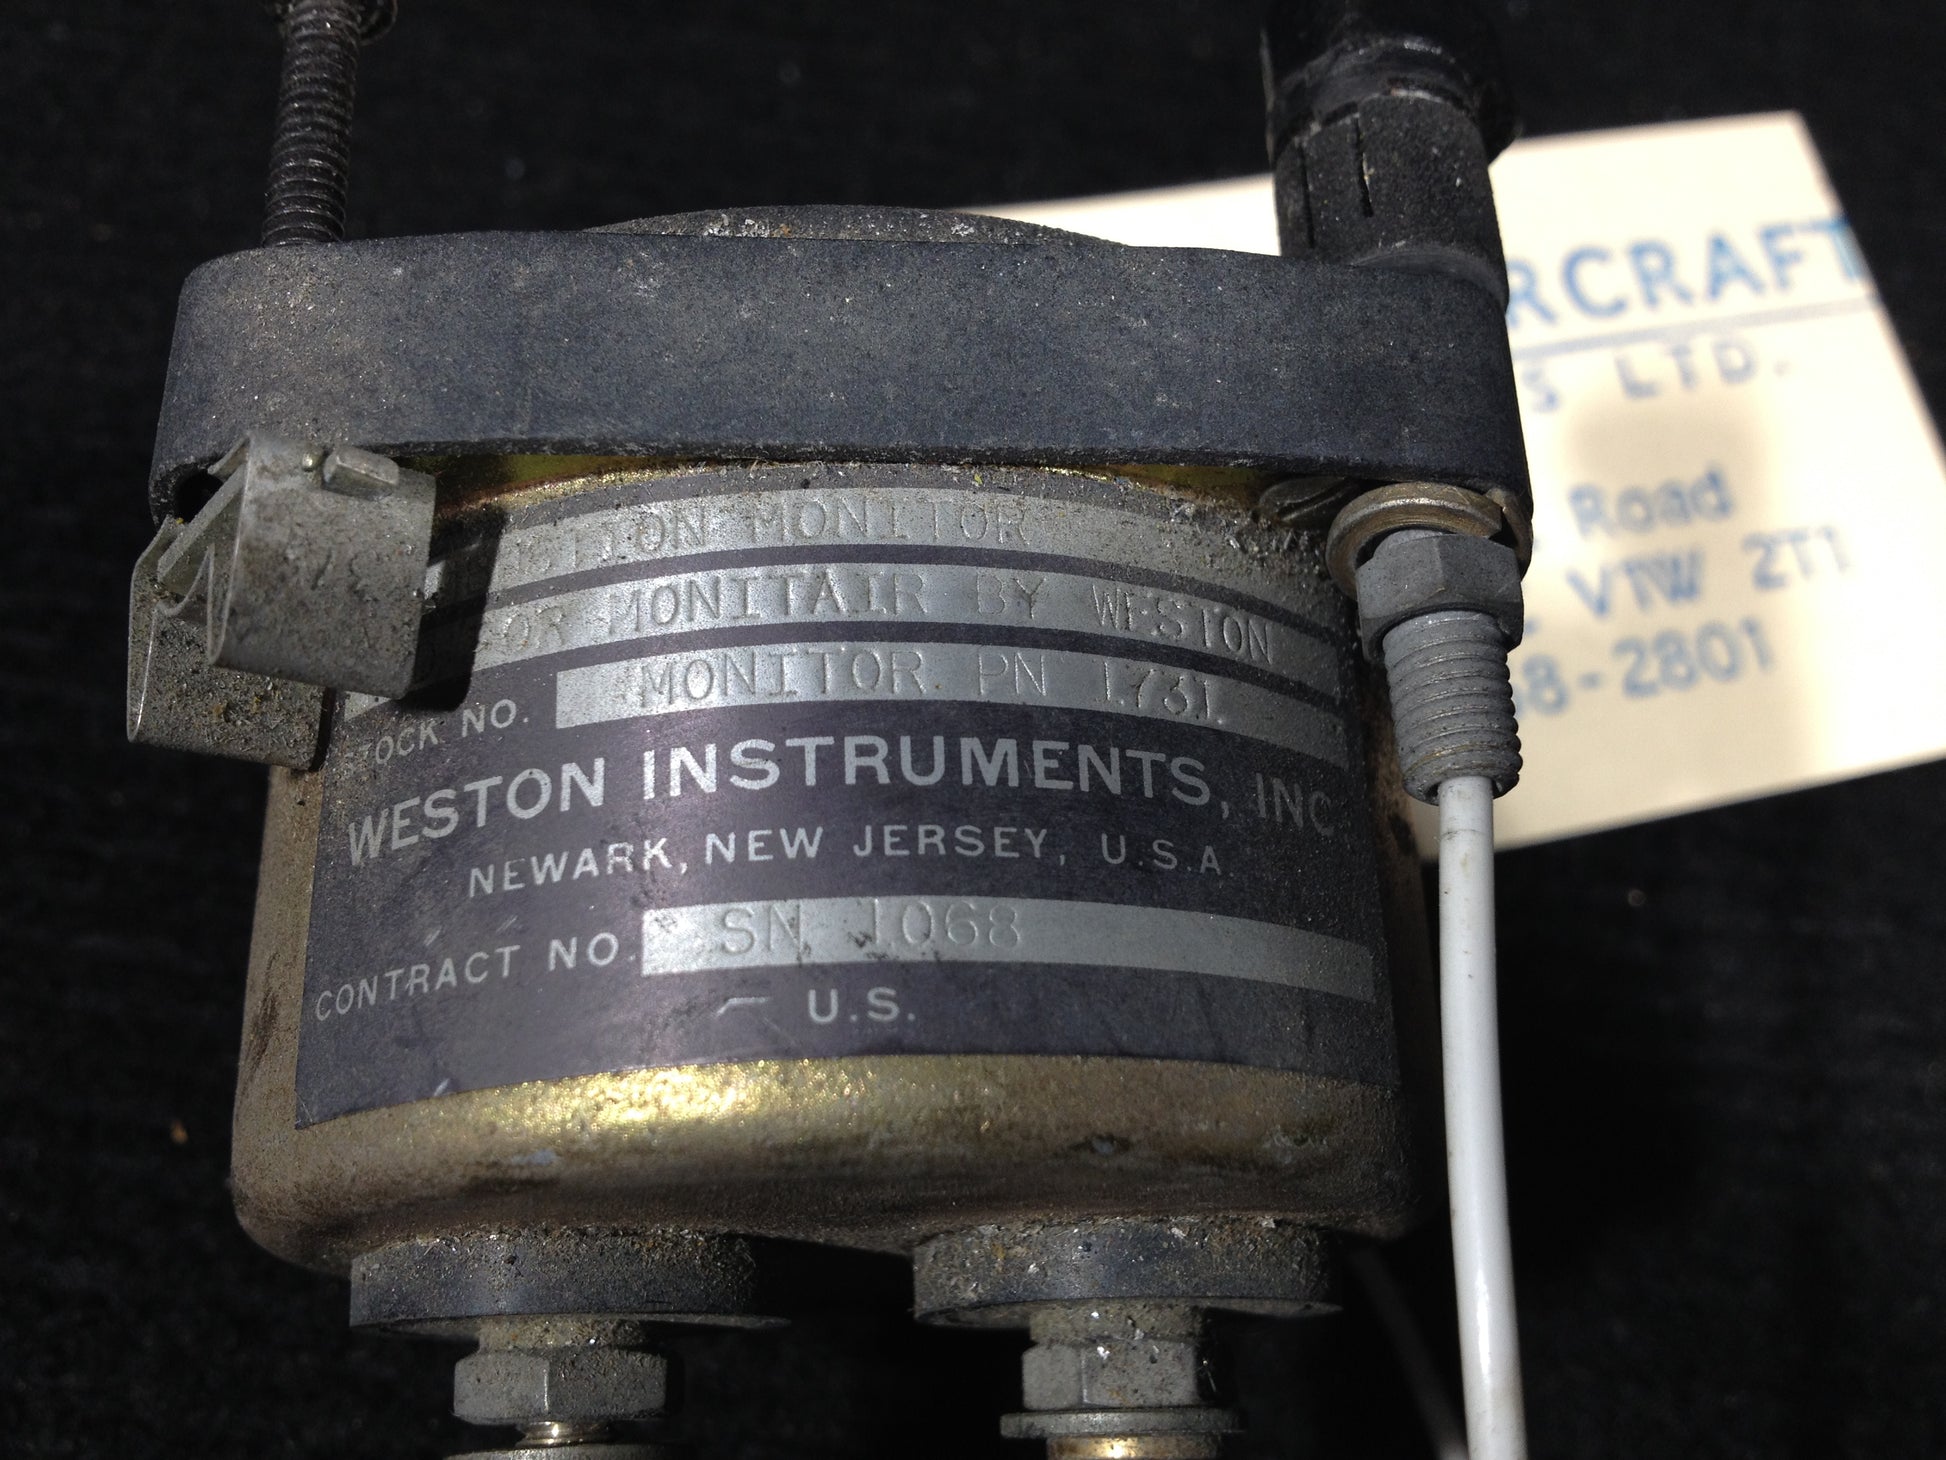 MONITOR
MONITAIR BY WESTON
STOCK NO. MONITOR PN 1731
WESTON INSTRUMENTS, INC
NEWARK, NEW JERSEY, U.S.A.
CONTRACT NO. SN 1068
U.S.
RCRAFT
S LTD.
Road
V1W 2T1
8-2801